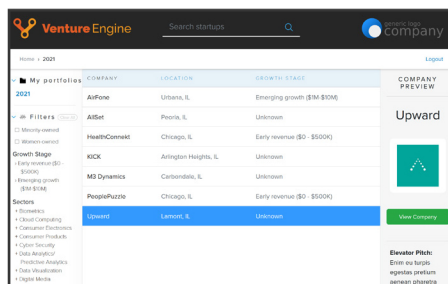 Venture Engine
Search startups
generic logo
company
Home › 2021
Logout
My portfolios
2021
Filters
Minority-owned
Women-owned
Growth Stage
Early revenue ($0 -
$500K)
Emerging growth
($1M-$10M)
Sectors
Biometrics
Cloud Computing
Consumer Electronics
Consumer Products
Cyber Security
Data Analytics/
Predictive Analytics
Data Visualization
Digital Media
COMPANY LOCATION GROWTH STAGE
AirFone Urbana, IL Emerging growth ($1M-$10M)
AllSet Peoria, IL Unknown
HealthConnekt Chicago, IL Early revenue ($0 - $500K)
KICK Arlington Heights, IL Unknown
M3 Dynamics Carbondale, IL Unknown
PeoplePuzzle Chicago, IL Early revenue ($0 - $500K)
Upward Lemont, IL Unknown
COMPANY
PREVIEW
Upward
View Company
Elevator Pitch:
Enim eu turpis
egestas pretium
aenean pharetra